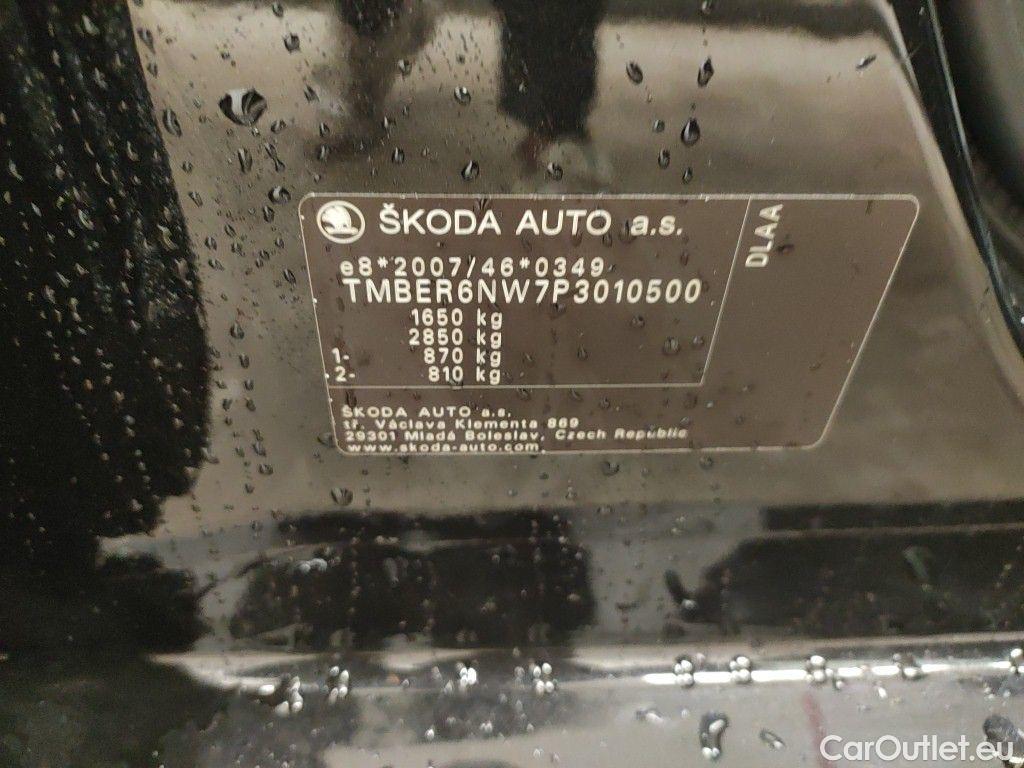 ŠKODA AUTO a.s.
DLAA
e8*2007/46*0349
TMBER6NW7P3010500
1650 kg
2850 kg
1- 870 kg
2- 810 kg
ŠKODA AUTO a.s.
tř. Václava Klementa 869
29301 Mladá Boleslav, Czech Republic
www.skoda-auto.com
CarOutlet.eu